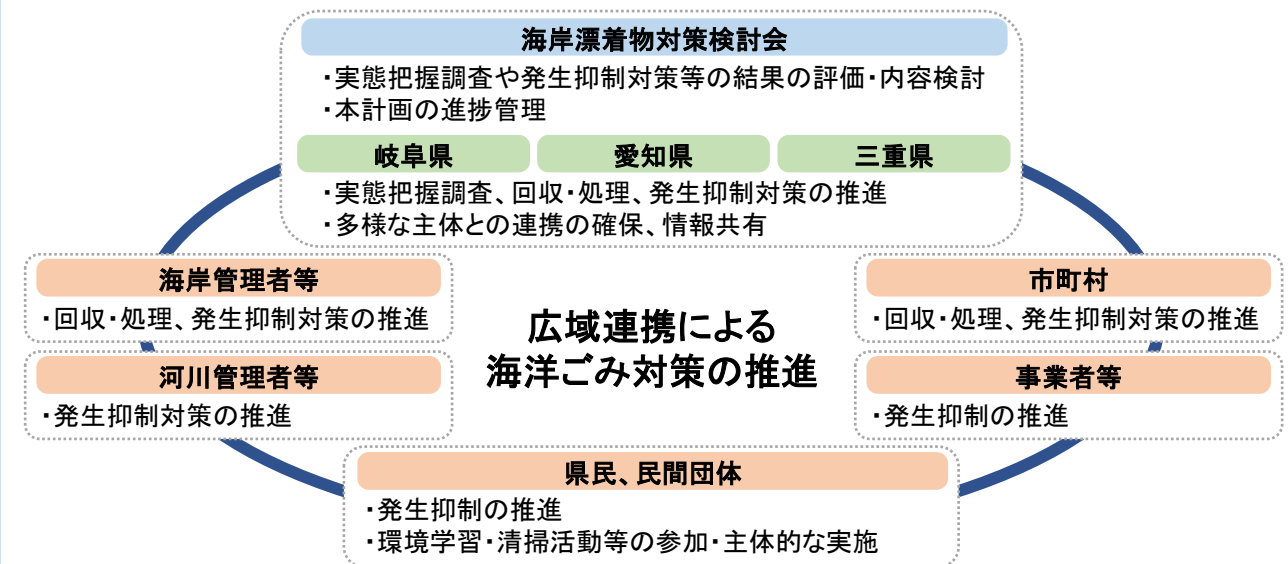 海岸漂着物対策検討会
・実態把握調査や発生抑制対策等の結果の評価・内容検討
・本計画の進捗管理
岐阜県
愛知県
三重県
・実態把握調査、回収・処理、発生抑制対策の推進
・多様な主体との連携の確保、情報共有
海岸管理者等
・回収・処理、発生抑制対策の推進
河川管理者等
・発生抑制対策の推進
広域連携による
海洋ごみ対策の推進
市町村
・回収・処理、発生抑制対策の推進
事業者等
・発生抑制の推進
県民、民間団体
・発生抑制の推進
・環境学習・清掃活動等の参加・主体的な実施